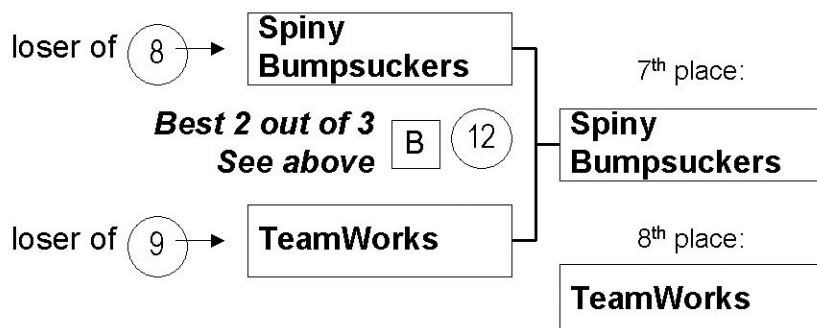 loser of 8
Spiny
Bumpsuckers
7th place:
Best 2 out of 3
See above
B
12
Spiny
Bumpsuckers
loser of 9
TeamWorks
8th place:
TeamWorks